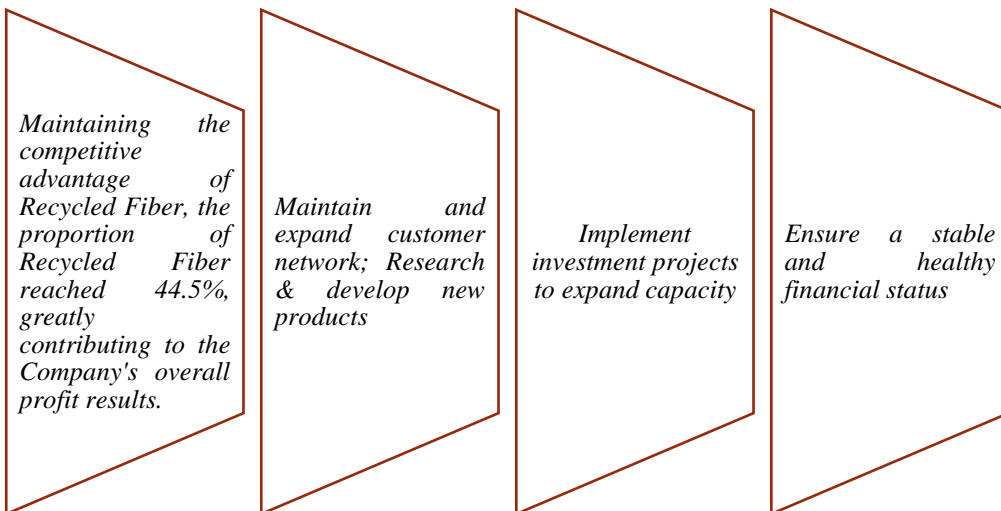 Maintaining the
competitive
advantage of
Recycled Fiber, the
proportion of
Recycled Fiber
reached 44.5%,
greatly
contributing to the
Company's overall
profit results.
Maintain and
expand customer
network; Research
& develop new
products
Implement
investment projects
to expand capacity
Ensure a stable
and healthy
financial status